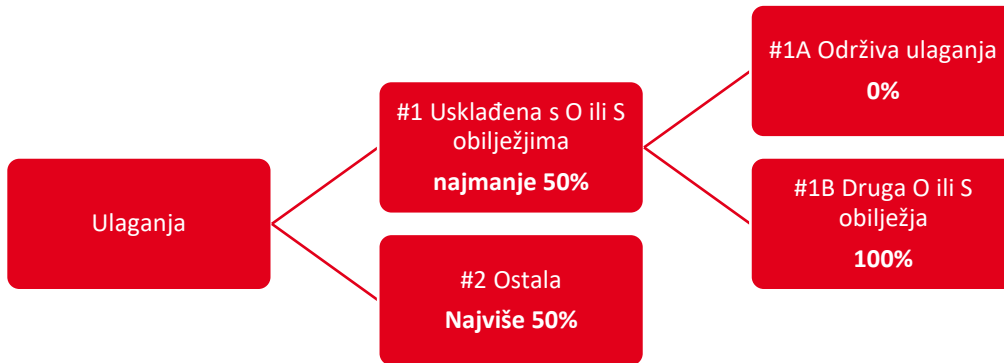 Ulaganja
#1 Usklađena s O ili S
obilježjima
najmanje 50%
#2 Ostala
Najviše 50%
#1A Održiva ulaganja
0%
#1B Druga O ili S
obilježja
100%